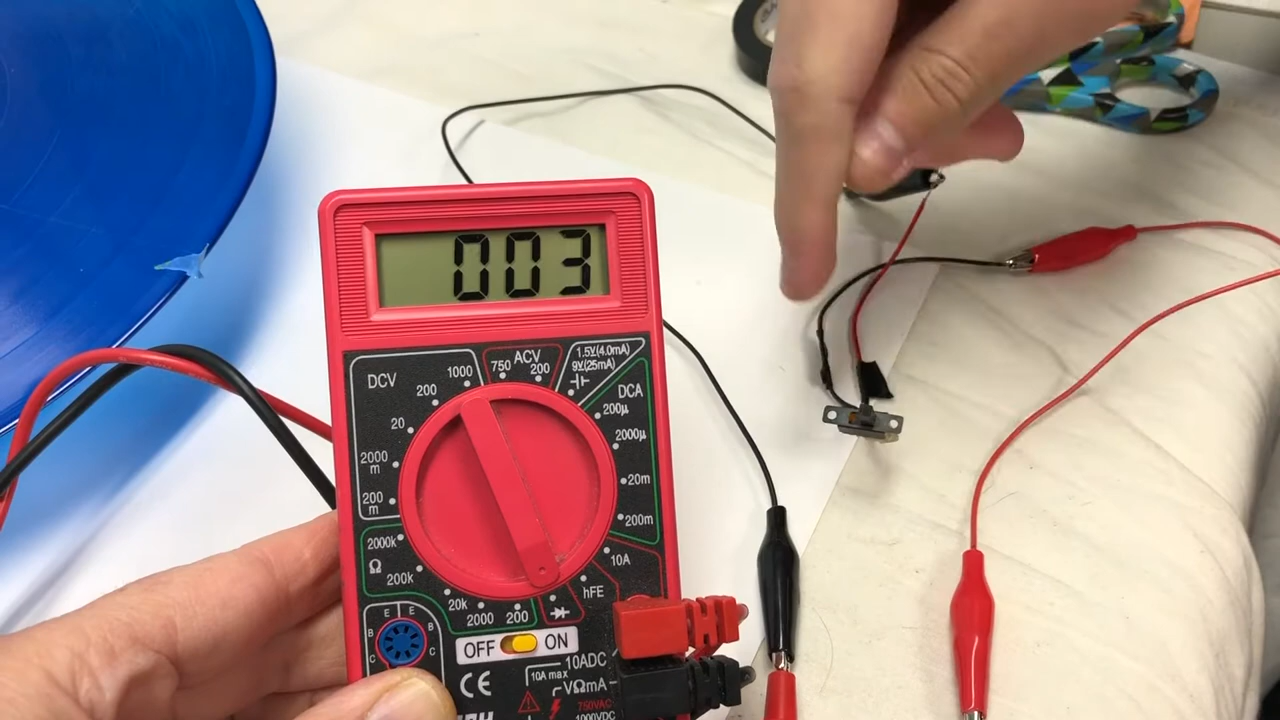 003
DCV
ACV
1.5V(4.0mA)
9V(25mA)
1000
750
200
DCA
200
200µ
20
2000µ
2000
m
20m
200
m
200m
2000k
10A
Ω
200k
hFE
20k
2000
200
E E E
B B
C C
OFF ON
10ADC
10A max
VΩmA
CE
750VAC
1000VDC